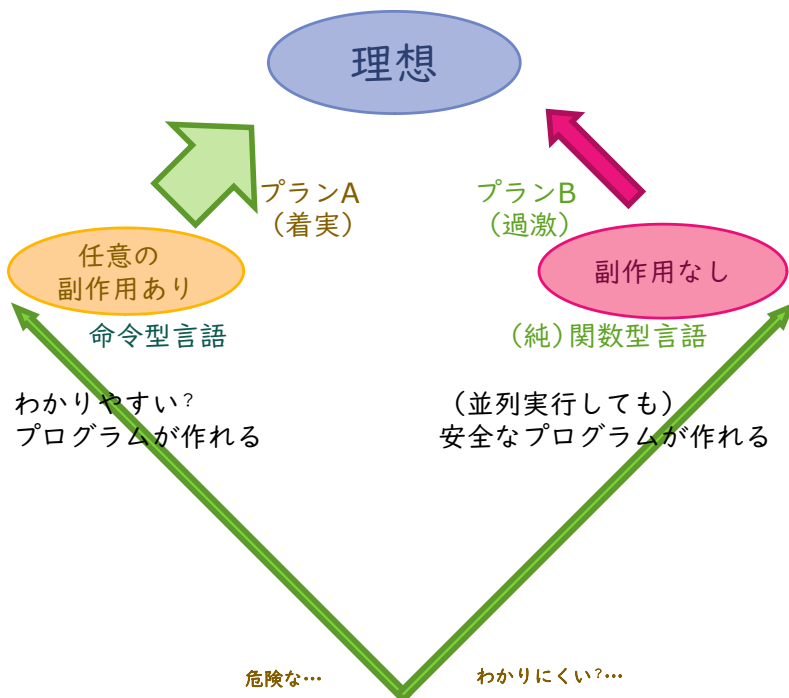 理想
プランA
(着実)
プランB
(過激)
任意の
副作用あり
副作用なし
命令型言語
(純)関数型言語
わかりやすい?
プログラムが作れる
(並列実行しても)
安全なプログラムが作れる
危険な…
わかりにくい?…